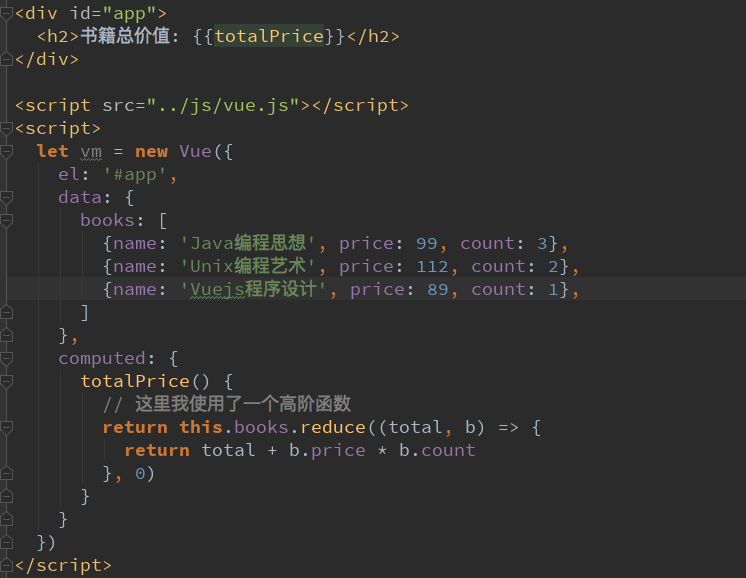 <div id="app">
  <h2>书籍总价值: {{totalPrice}}</h2>
</div>

<script src="../js/vue.js"></script>
<script>
  let vm = new Vue({
    el: '#app',
    data: {
      books: [
        {name: 'Java编程思想', price: 99, count: 3},
        {name: 'Unix编程艺术', price: 112, count: 2},
        {name: 'Vuejs程序设计', price: 89, count: 1},
      ]
    },
    computed: {
      totalPrice() {
        // 这里我使用了一个高阶函数
        return this.books.reduce((total, b) => {
          return total + b.price * b.count
        }, 0)
      }
    }
  })
</script>